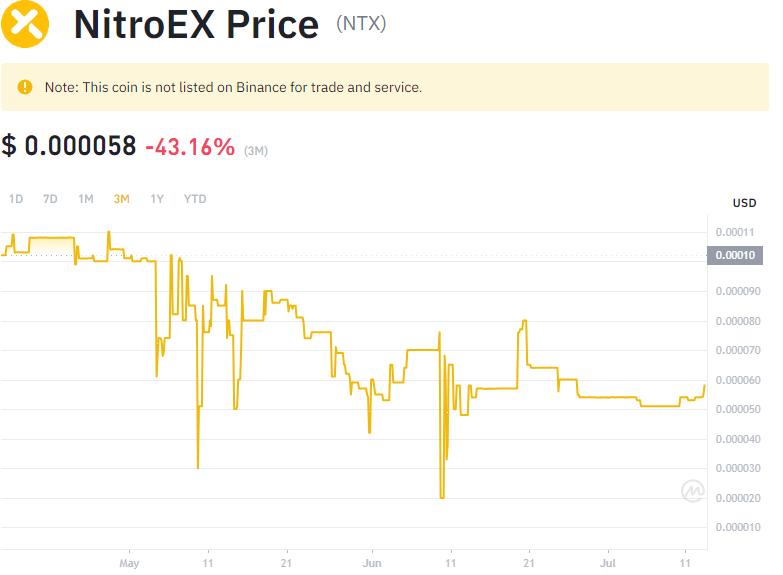 NitroEX Price (NTX)
Note: This coin is not listed on Binance for trade and service.
$ 0.000058 -43.16% (3M)
1D 7D 1M 3M 1Y YTD
USD
0.00011
0.00010
0.000090
0.000080
0.000070
0.000060
0.000050
0.000040
0.000030
0.000020
0.000010
May 11 21 Jun 11 21 Jul 11